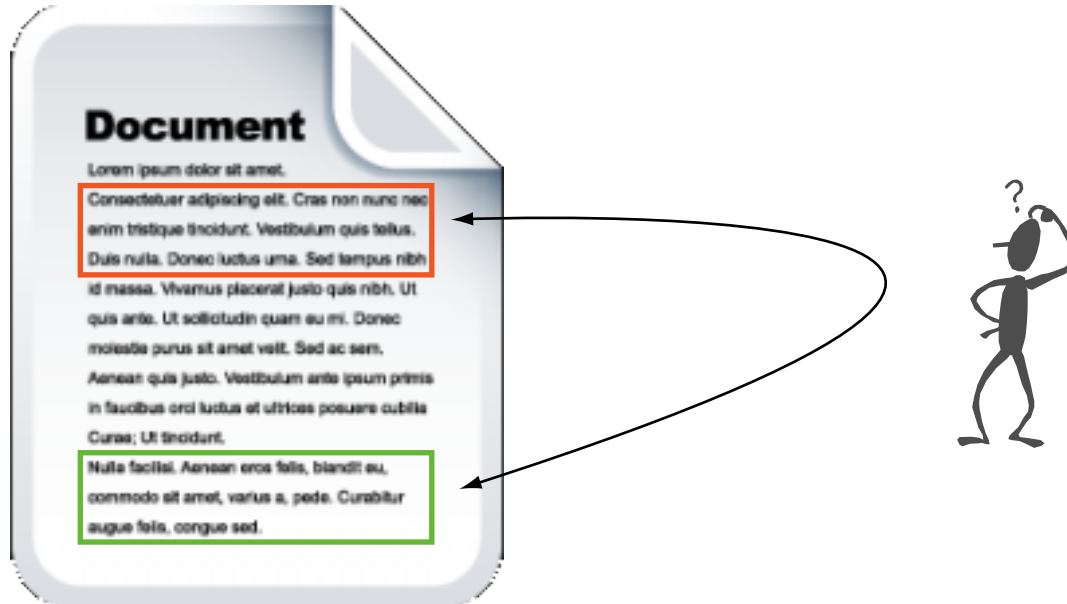 Document
Lorem ipsum dolor sit amet.
Consectetuer adipiscing elit. Cras non nunc nec
enim tristique tincidunt. Vestibulum quis tellus.
Duis nulla. Donec luctus urna. Sed tempus nibh
id massa. Vivamus placerat justo quis nibh. Ut
quis ante. Ut sollicitudin quam eu mi. Donec
molestie purus sit amet velit. Sed ac sem.
Aenean quis justo. Vestibulum ante ipsum primis
in faucibus orci luctus et ultrices posuere cubilia
Curae; Ut tincidunt.
Nulla facilisi. Aenean eros felis, blandit eu,
commodo sit amet, varius a, pede. Curabitur
augue felis, congue sed.
?